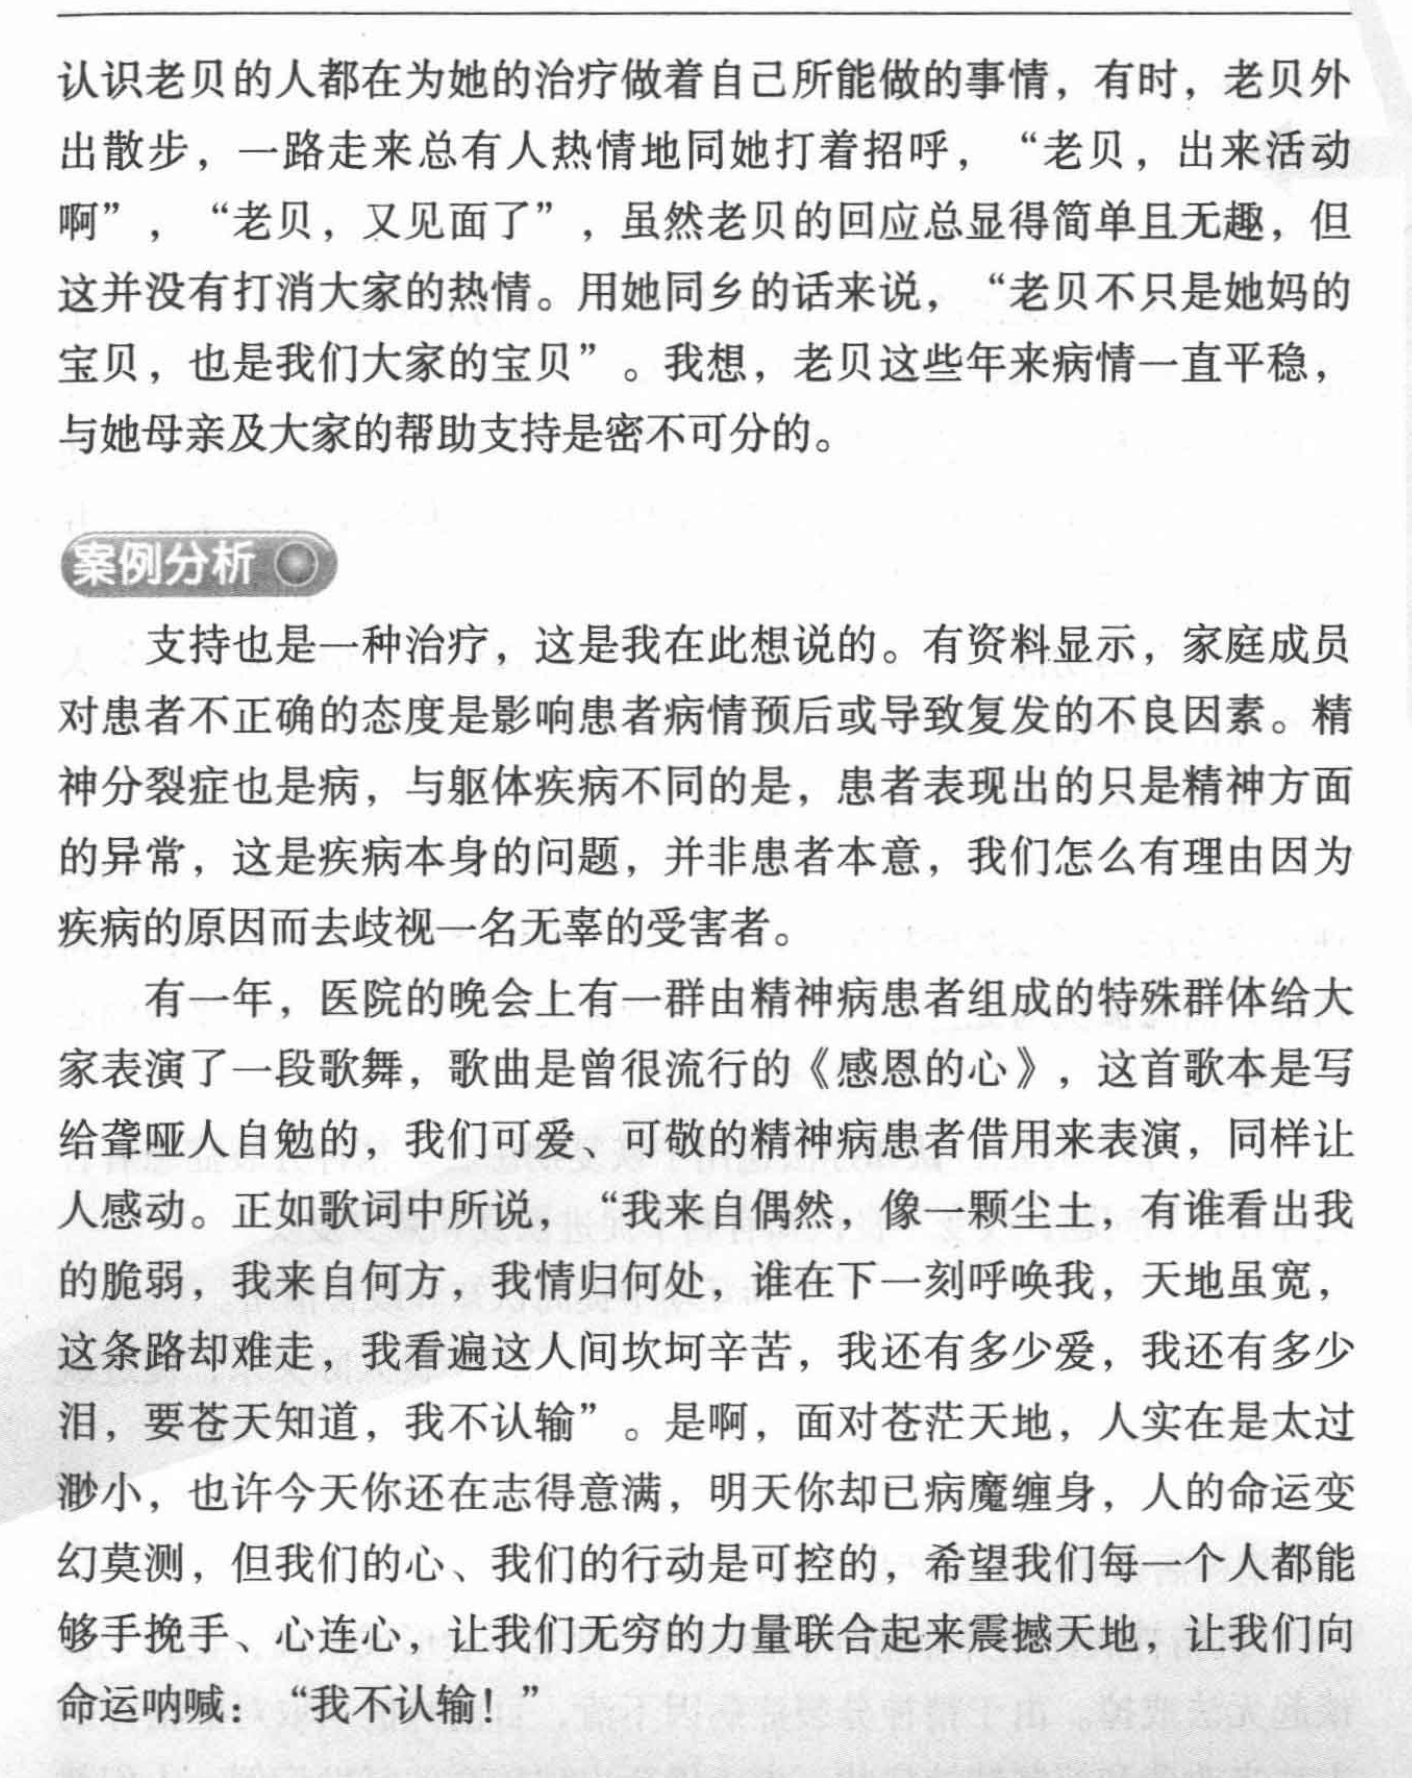 认识老贝的人都在为她的治疗做着自己所能做的事情，有时，老贝外
出散步，一路走来总有人热情地同她打着招呼，“老贝，出来活动
啊”，“老贝，又见面了”，虽然老贝的回应总显得简单且无趣，但
这并没有打消大家的热情。用她同乡的话来说，“老贝不只是她妈的
宝贝，也是我们大家的宝贝”。我想，老贝这些年来病情一直平稳，
与她母亲及大家的帮助支持是密不可分的。
案例分析
支持也是一种治疗，这是我在此想说的。有资料显示，家庭成员
对患者不正确的态度是影响患者病情预后或导致复发的不良因素。精
神分裂症也是病，与躯体疾病不同的是，患者表现出的只是精神方面
的异常，这是疾病本身的问题，并非患者本意，我们怎么有理由因为
疾病的原因而去歧视一名无辜的受害者。
有一年，医院的晚会上有一群由精神病患者组成的特殊群体给大
家表演了一段歌舞，歌曲是曾很流行的《感恩的心》，这首歌本是写
给聋哑人自勉的，我们可爱、可敬的精神病患者借用来表演，同样让
人感动。正如歌词中所说，“我来自偶然，像一颗尘土，有谁看出我
的脆弱，我来自何方，我情归何处，谁在下一刻呼唤我，天地虽宽，
这条路却难走，我看遍这人间坎坷辛苦，我还有多少爱，我还有多少
泪，要苍天知道，我不认输”。是啊，面对苍茫天地，人实在是太过
渺小，也许今天你还在志得意满，明天你却已病魔缠身，人的命运变
幻莫测，但我们的心、我们的行动是可控的，希望我们每一个人都能
够手挽手、心连心，让我们无穷的力量联合起来震撼天地，让我们向
命运呐喊：“我不认输！”